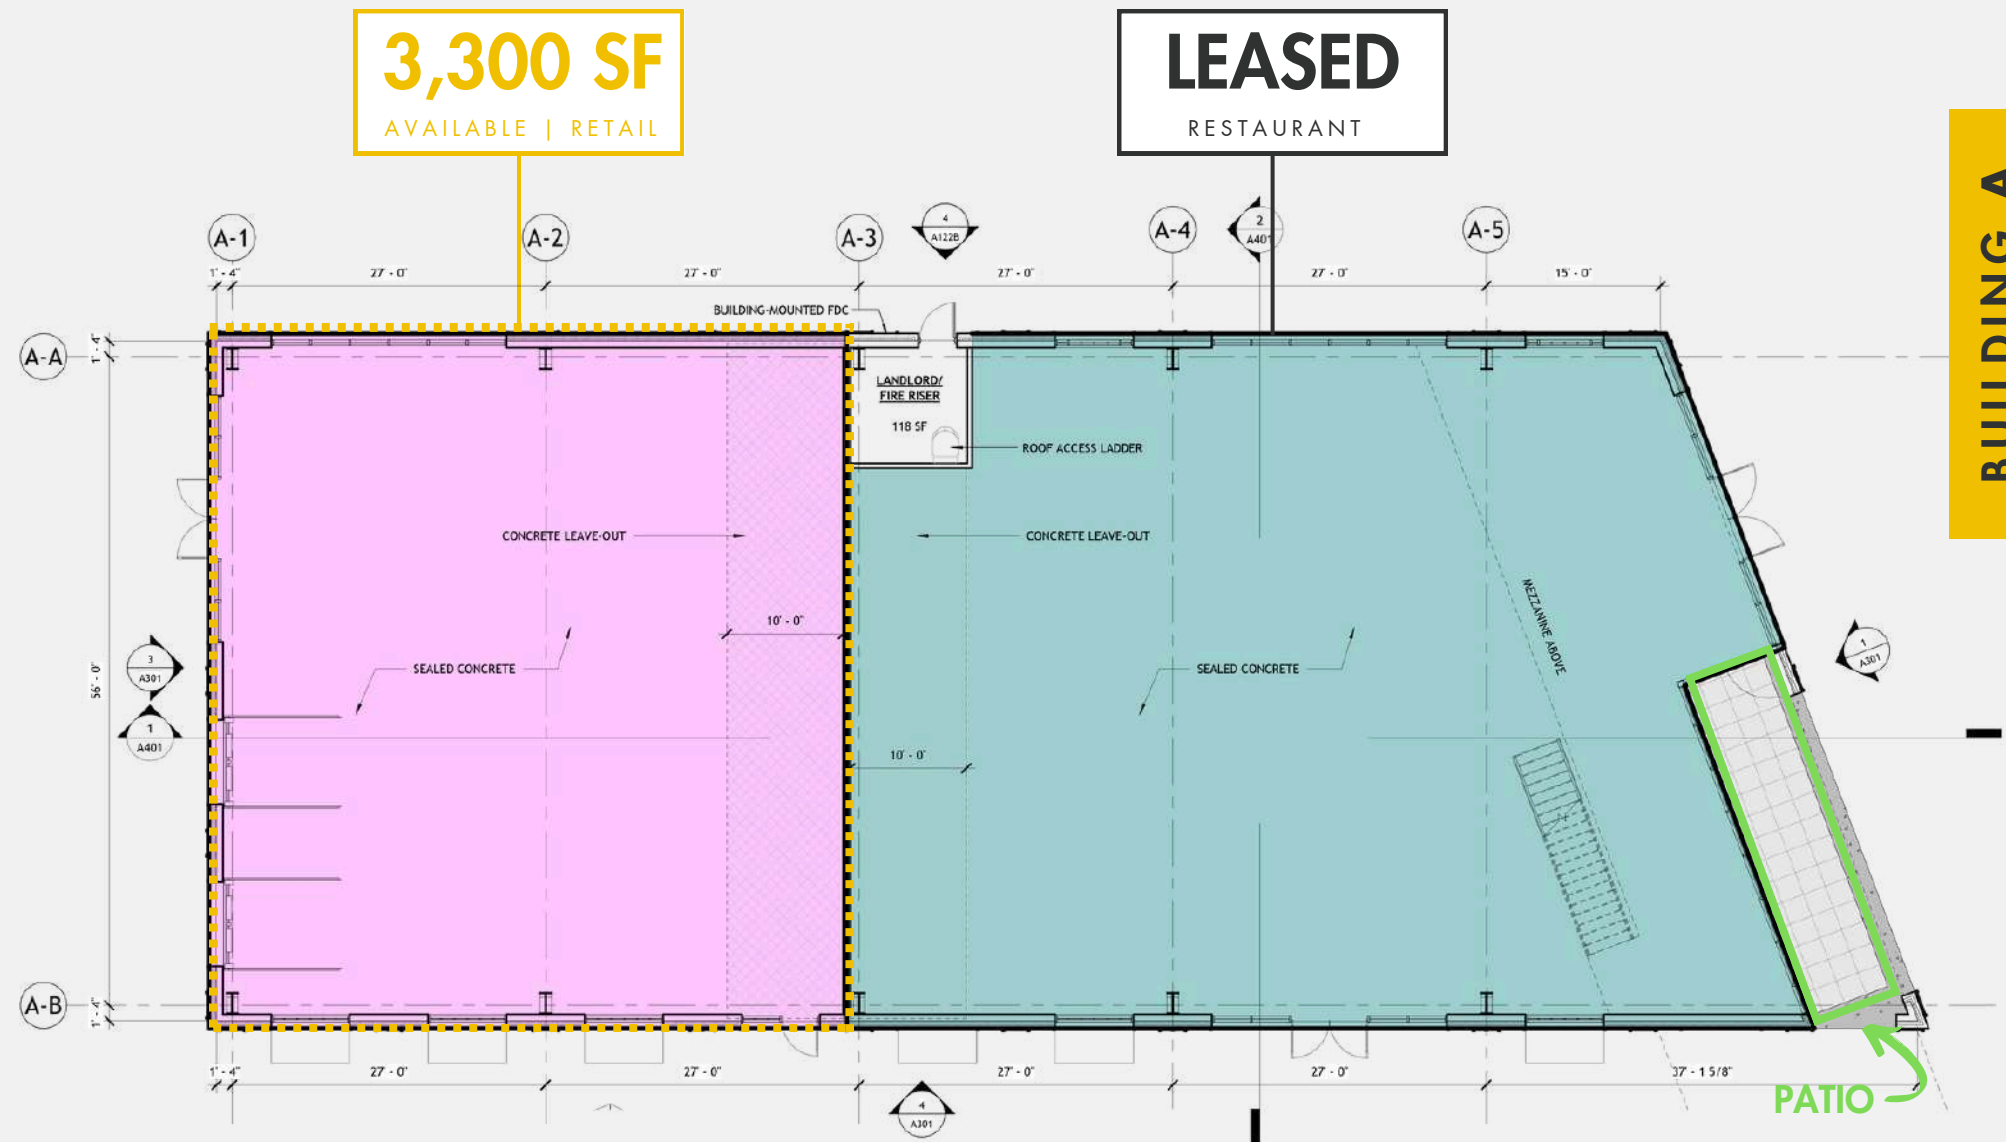 3,300 SF
AVAILABLE | RETAIL
LEASED
RESTAURANT
BUILDING A
A-1
A-2
A-3
4
A122B
A-4
2
A401
A-5
1' - 4"
27' - 0"
27' - 0"
27' - 0"
27' - 0"
15' - 0"
BUILDING-MOUNTED FDC
A-A
1' - 4"
LANDLORD/
FIRE RISER
118 SF
ROOF ACCESS LADDER
CONCRETE LEAVE-OUT
CONCRETE LEAVE-OUT
10' - 0"
MEZZANINE ABOVE
3
A301
56' - 0"
SEALED CONCRETE
SEALED CONCRETE
1
A301
1
A401
10' - 0"
A-B
1' - 4"
1' - 4"
27' - 0"
27' - 0"
27' - 0"
27' - 0"
37' - 1 5/8"
4
A301
PATIO